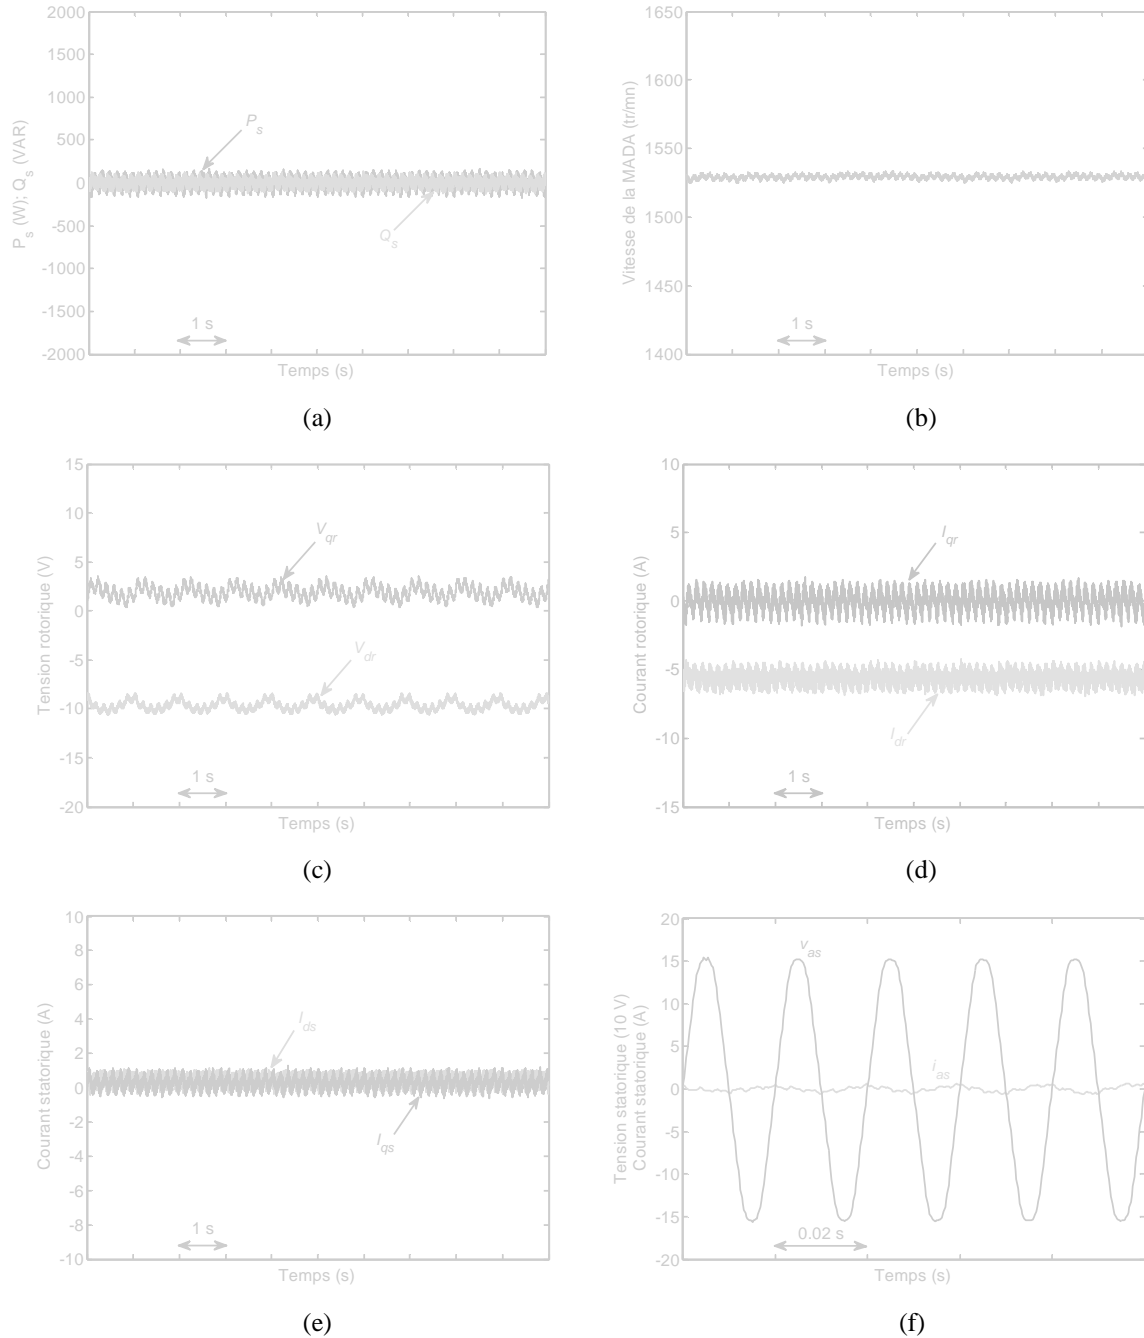 2000
1500
1000
500
0
-500
-1000
-1500
-2000
P_s (W); Q_s (VAR)
P_s
Q_s
1 s
Temps (s)
(a)
1650
1600
1550
1500
1450
1400
Vitesse de la MADA (tr/mn)
1 s
Temps (s)
(b)
15
10
5
0
-5
-10
-15
-20
Tension rotorique (V)
V_qr
V_dr
1 s
Temps (s)
(c)
10
5
0
-5
-10
-15
Courant rotorique (A)
I_qr
I_dr
1 s
Temps (s)
(d)
10
8
6
4
2
0
-2
-4
-6
-8
-10
Courant statorique (A)
I_ds
I_qs
1 s
Temps (s)
(e)
20
15
10
5
0
-5
-10
-15
-20
Tension statorique (10 V)
Courant statorique (A)
v_as
i_as
0.02 s
Temps (s)
(f)